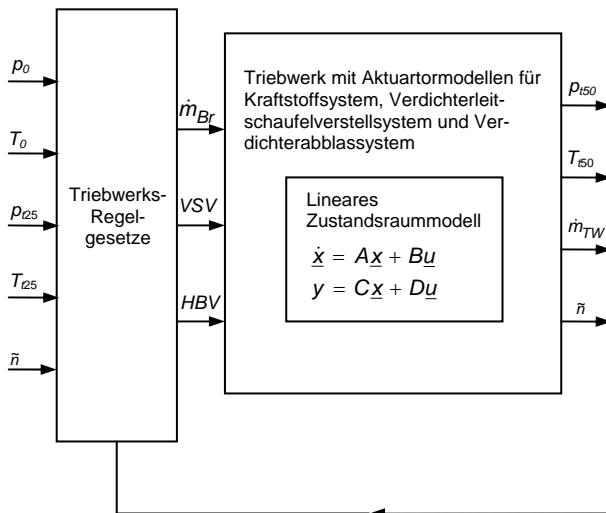 p0
T0
pt25
Tt25
ñ
Triebwerks-
Regel-
gesetze
ṁBr
VSV
HBV
Triebwerk mit Aktuartormodellen für
Kraftstoffsystem, Verdichterleit-
schaufelverstellsystem und Ver-
dichterabblassystem
Lineares
Zustandsraummodell
ẋ = Ax + Bu
y = Cx + Du
pt50
Tt50
ṁTW
ñ